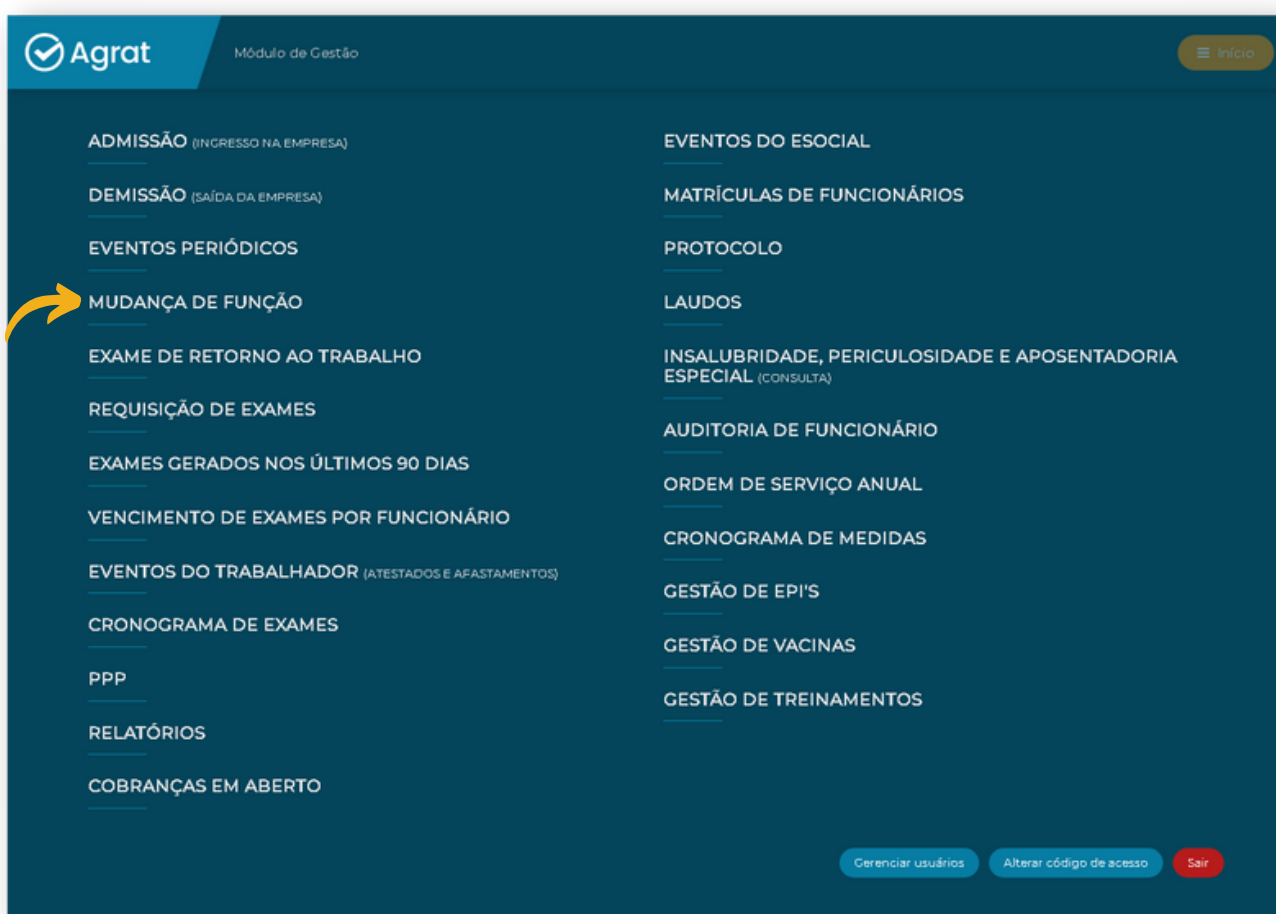 Agrat
Módulo de Gestão
Início
ADMISSÃO (INGRESSO NA EMPRESA)
DEMISSÃO (SAÍDA DA EMPRESA)
EVENTOS PERIÓDICOS
MUDANÇA DE FUNÇÃO
EXAME DE RETORNO AO TRABALHO
REQUISIÇÃO DE EXAMES
EXAMES GERADOS NOS ÚLTIMOS 90 DIAS
VENCIMENTO DE EXAMES POR FUNCIONÁRIO
EVENTOS DO TRABALHADOR (ATESTADOS E AFASTAMENTOS)
CRONOGRAMA DE EXAMES
PPP
RELATÓRIOS
COBRANÇAS EM ABERTO
EVENTOS DO ESOCIAL
MATRÍCULAS DE FUNCIONÁRIOS
PROTOCOLO
LAUDOS
INSALUBRIDADE, PERICULOSIDADE E APOSENTADORIA
ESPECIAL (CONSULTA)
AUDITORIA DE FUNCIONÁRIO
ORDEM DE SERVIÇO ANUAL
CRONOGRAMA DE MEDIDAS
GESTÃO DE EPI'S
GESTÃO DE VACINAS
GESTÃO DE TREINAMENTOS
Gerenciar usuários
Alterar código de acesso
Sair